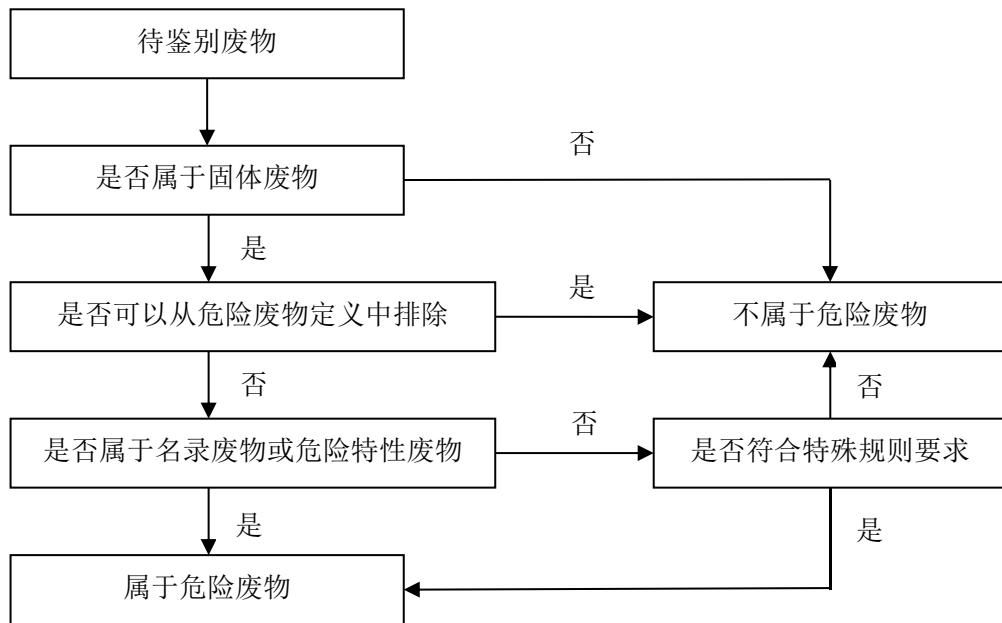 待鉴别废物
否
是否属于固体废物
是
是
是否可以从危险废物定义中排除
不属于危险废物
否
否
否
是否属于名录废物或危险特性废物
是否符合特殊规则要求
是
是
属于危险废物